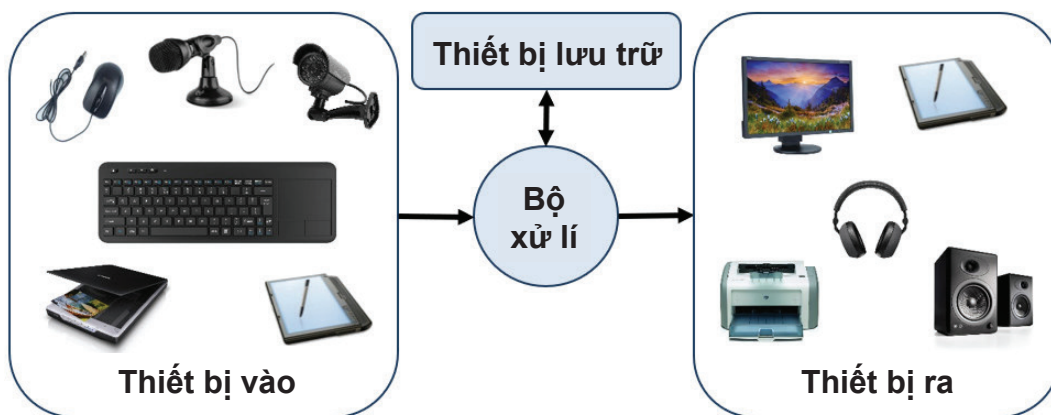 Thiết bị lưu trữ
Bộ
xử lí
Thiết bị vào
Thiết bị ra